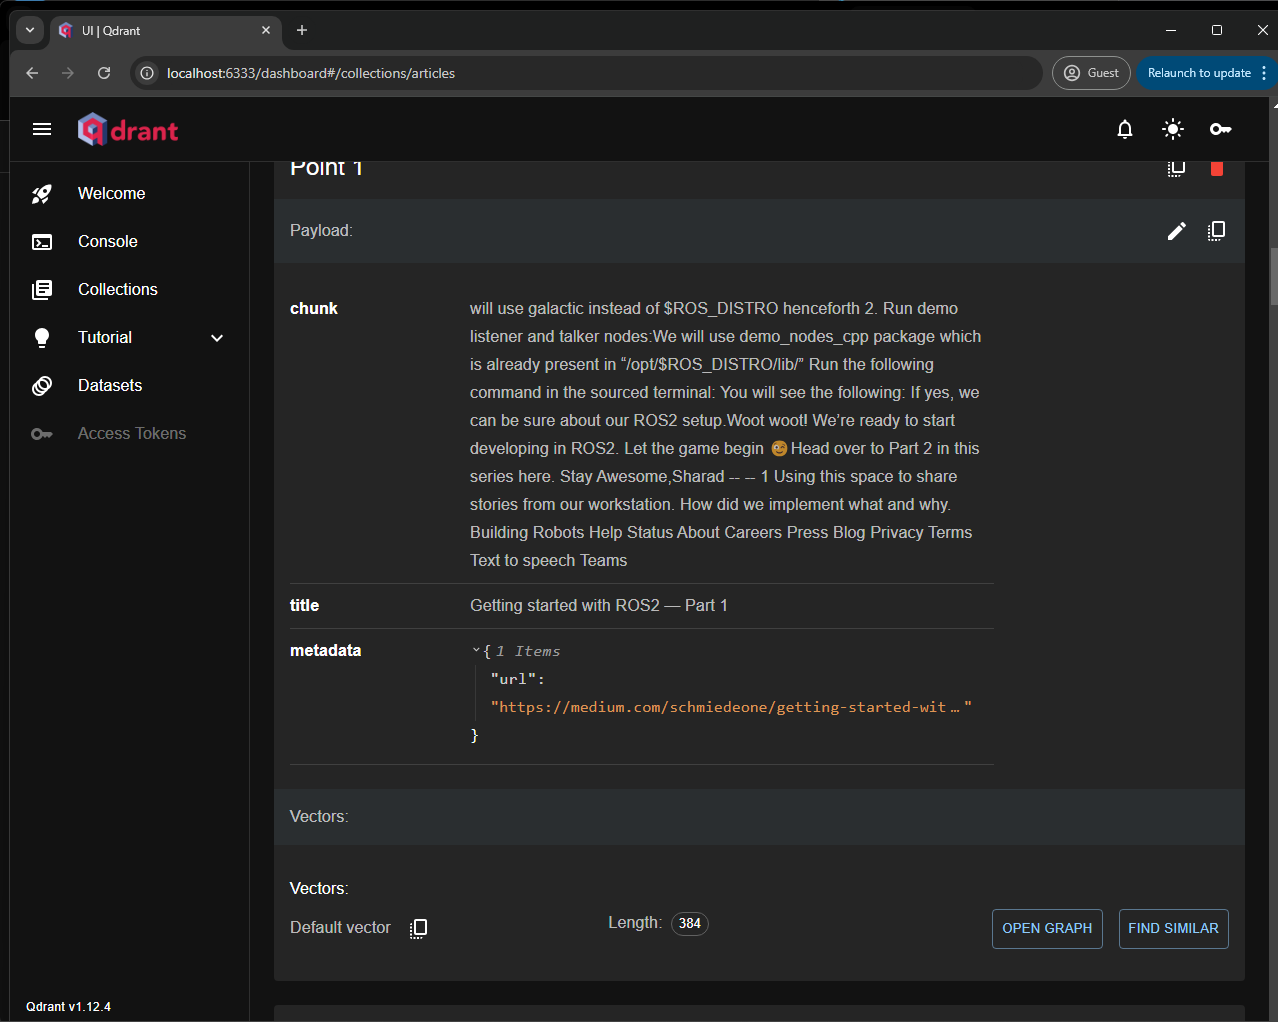 UI | Qdrant
localhost:6333/dashboard#/collections/articles
Guest
Relaunch to update
qdrant
Welcome
Console
Collections
Tutorial
Datasets
Access Tokens
Qdrant v1.12.4
Point 1
Payload:
chunk
will use galactic instead of $ROS_DISTRO henceforth 2. Run demo
listener and talker nodes:We will use demo_nodes_cpp package which
is already present in “/opt/$ROS_DISTRO/lib/” Run the following
command in the sourced terminal: You will see the following: If yes, we
can be sure about our ROS2 setup.Woot woot! We’re ready to start
developing in ROS2. Let the game begin 🤓Head over to Part 2 in this
series here. Stay Awesome,Sharad -- -- 1 Using this space to share
stories from our workstation. How did we implement what and why.
Building Robots Help Status About Careers Press Blog Privacy Terms
Text to speech Teams
title
Getting started with ROS2 — Part 1
metadata
{ 1 Items
"url":
"https://medium.com/schmiedeone/getting-started-wit…"
}
Vectors:
Vectors:
Default vector
Length: 384
OPEN GRAPH
FIND SIMILAR